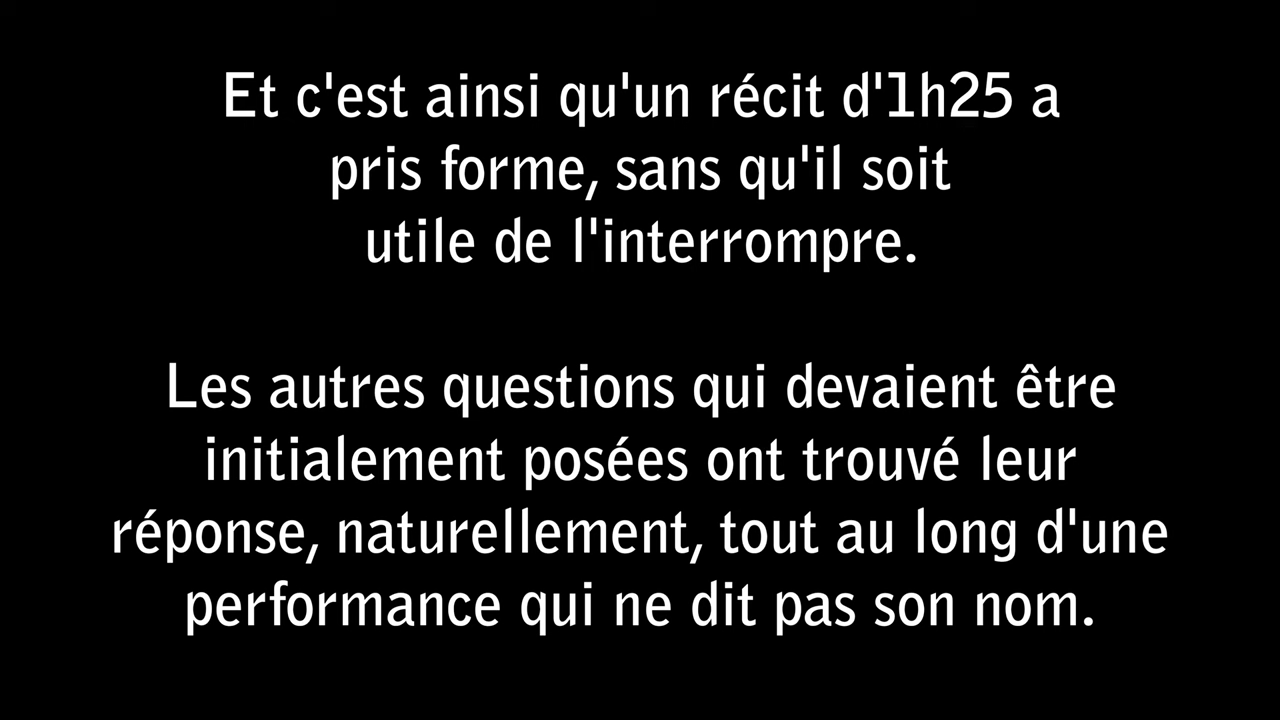 Et c'est ainsi qu'un récit d'1h25 a
pris forme, sans qu'il soit
utile de l'interrompre.
Les autres questions qui devaient être
initialement posées ont trouvé leur
réponse, naturellement, tout au long d'une
performance qui ne dit pas son nom.